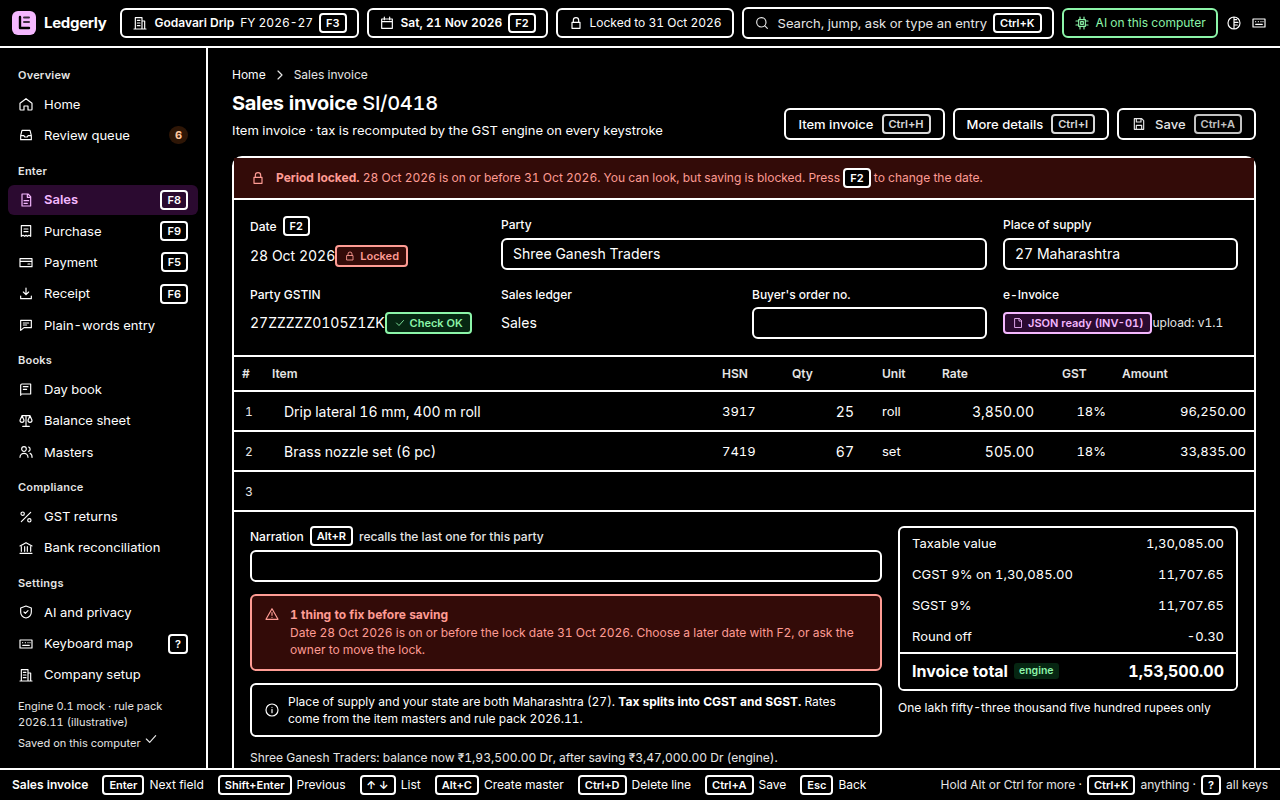 Ledgerly
Godavari Drip FY 2026-27 F3
Sat, 21 Nov 2026 F2
Locked to 31 Oct 2026
Search, jump, ask or type an entry Ctrl+K
AI on this computer
Overview
Home
Review queue 6
Enter
Sales F8
Purchase F9
Payment F5
Receipt F6
Plain-words entry
Books
Day book
Balance sheet
Masters
Compliance
GST returns
Bank reconciliation
Settings
AI and privacy
Keyboard map ?
Company setup
Engine 0.1 mock · rule pack
2026.11 (illustrative)
Saved on this computer
Home > Sales invoice
Sales invoice SI/0418
Item invoice · tax is recomputed by the GST engine on every keystroke
Item invoice Ctrl+H
More details Ctrl+I
Save Ctrl+A
Period locked. 28 Oct 2026 is on or before 31 Oct 2026. You can look, but saving is blocked. Press F2 to change the date.
Date F2
28 Oct 2026 Locked
Party
Shree Ganesh Traders
Place of supply
27 Maharashtra
Party GSTIN
27ZZZZZ0105Z1ZK Check OK
Sales ledger
Sales
Buyer's order no.
e-Invoice
JSON ready (INV-01) upload: v1.1
# Item HSN Qty Unit Rate GST Amount
1 Drip lateral 16 mm, 400 m roll 3917 25 roll 3,850.00 18% 96,250.00
2 Brass nozzle set (6 pc) 7419 67 set 505.00 18% 33,835.00
3
Narration Alt+R recalls the last one for this party
1 thing to fix before saving
Date 28 Oct 2026 is on or before the lock date 31 Oct 2026. Choose a later date with F2, or ask the
owner to move the lock.
Place of supply and your state are both Maharashtra (27). Tax splits into CGST and SGST. Rates
come from the item masters and rule pack 2026.11.
Shree Ganesh Traders: balance now ₹1,93,500.00 Dr, after saving ₹3,47,000.00 Dr (engine).
Taxable value 1,30,085.00
CGST 9% on 1,30,085.00 11,707.65
SGST 9% 11,707.65
Round off -0.30
Invoice total engine 1,53,500.00
One lakh fifty-three thousand five hundred rupees only
Sales invoice Enter Next field Shift+Enter Previous ↑↓ List Alt+C Create master Ctrl+D Delete line Ctrl+A Save Esc Back Hold Alt or Ctrl for more · Ctrl+K anything · ? all keys